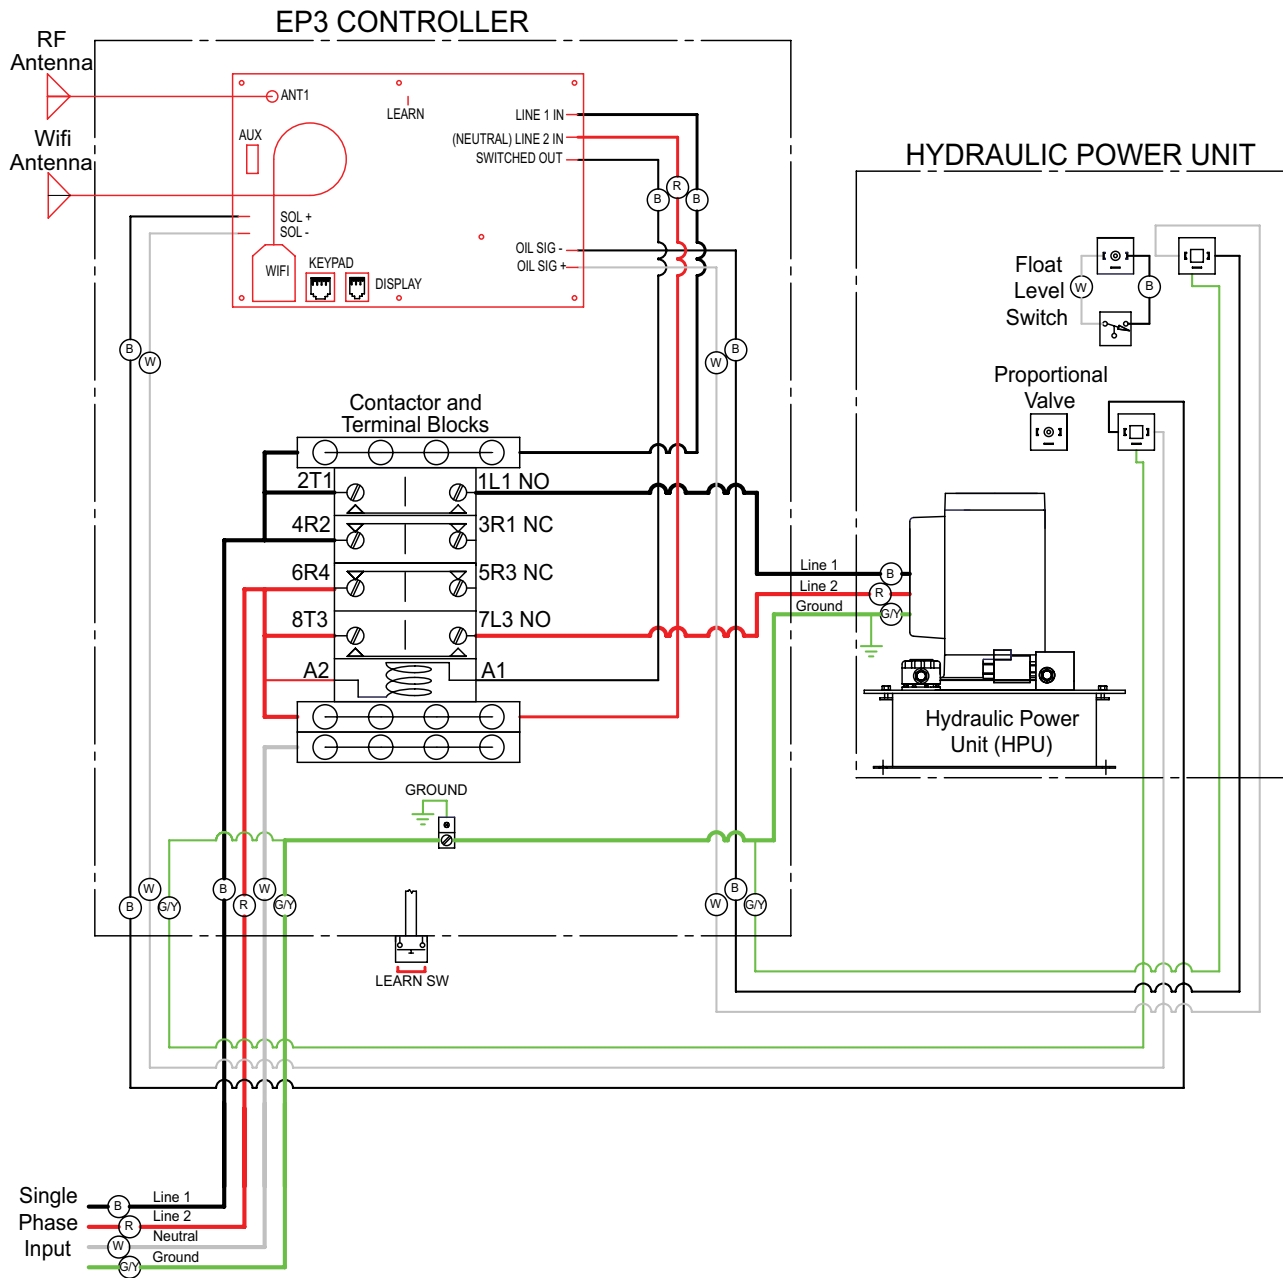 EP3 CONTROLLER
RF
Antenna
Wifi
Antenna
ANT1
LEARN
AUX
LINE 1 IN
(NEUTRAL) LINE 2 IN
SWITCHED OUT
SOL +
SOL -
OIL SIG -
OIL SIG +
WIFI
KEYPAD
DISPLAY
B
R
B
B
W
W
B
HYDRAULIC POWER UNIT
Float
Level
Switch
W
B
Proportional
Valve
Contactor and
Terminal Blocks
2T1
1L1 NO
4R2
3R1 NC
6R4
5R3 NC
8T3
7L3 NO
A2
A1
Line 1
B
Line 2
R
Ground
G/Y
Hydraulic Power
Unit (HPU)
GROUND
B
W
G/Y
B
R
W
G/Y
W
B
G/Y
LEARN SW
Single
Phase
Input
B
Line 1
R
Line 2
W
Neutral
G/Y
Ground